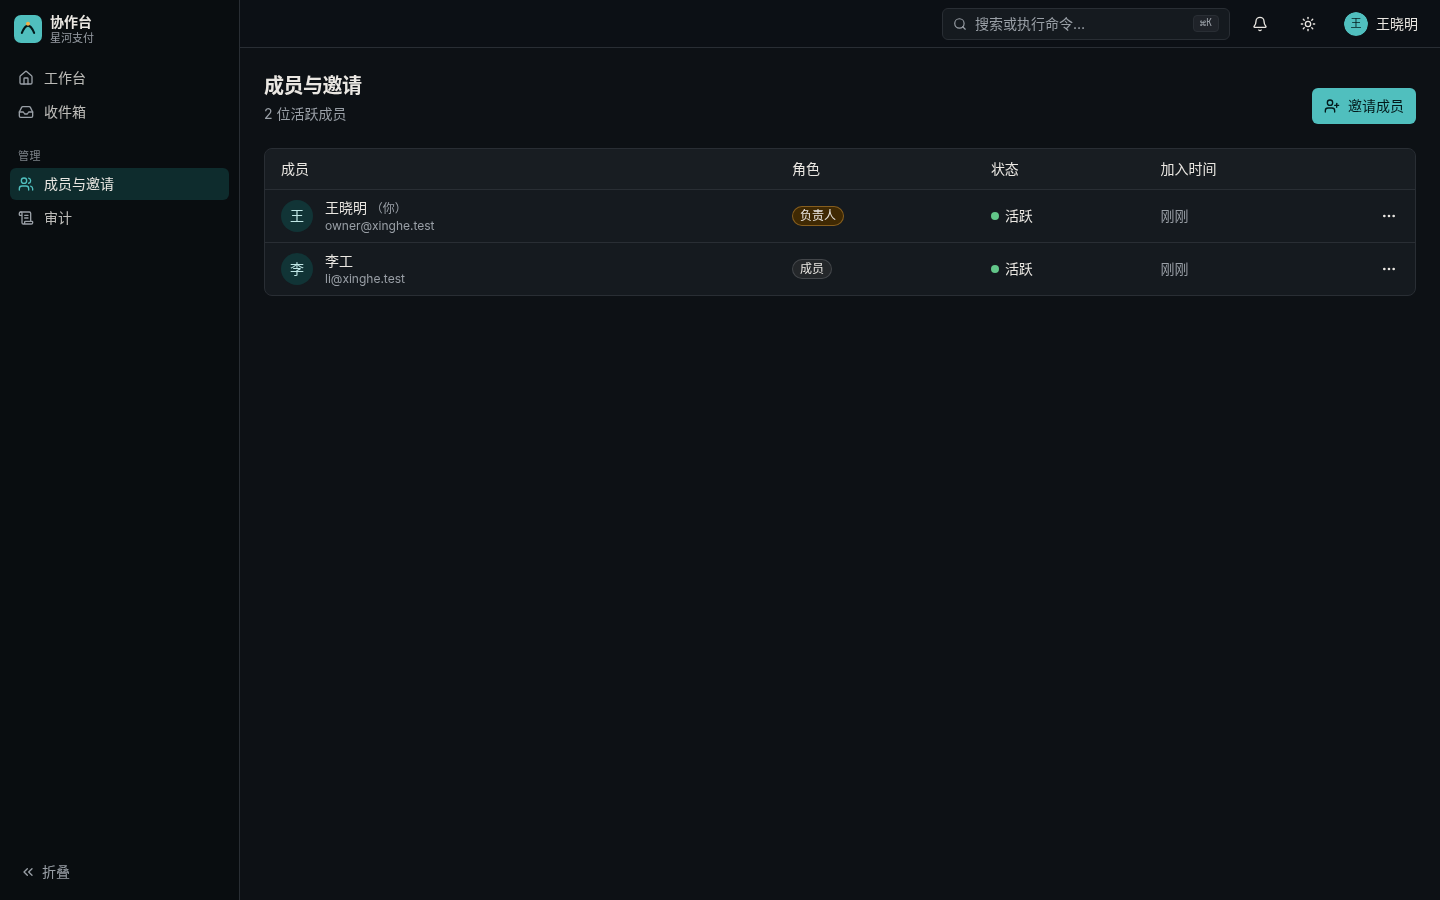 协作台
星河支付
搜索或执行命令...
⌘K
王
王晓明
工作台
收件箱
管理
成员与邀请
审计
折叠
成员与邀请
2 位活跃成员
邀请成员
成员 角色 状态 加入时间
王 王晓明 （你） 负责人 活跃 刚刚
owner@xinghe.test
李 李工 成员 活跃 刚刚
li@xinghe.test